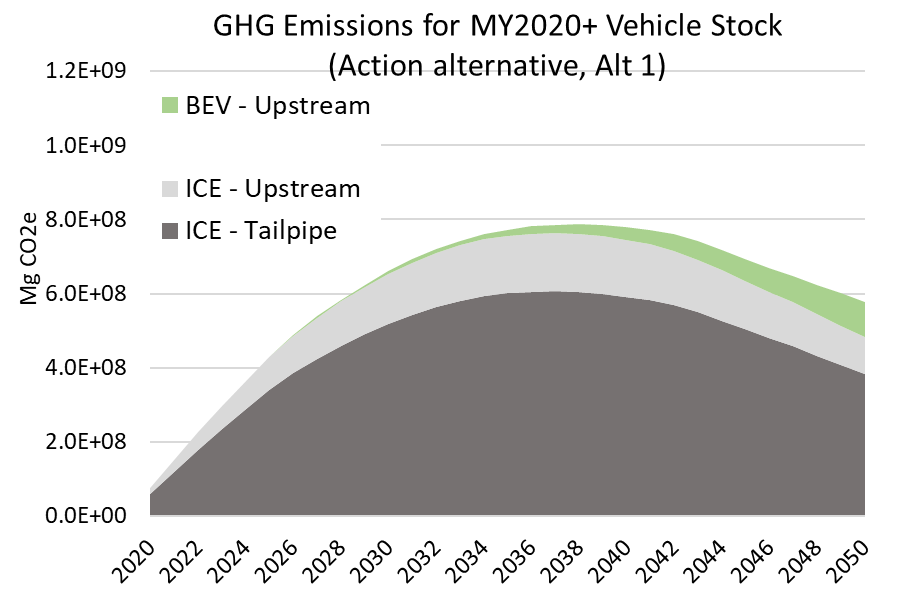 GHG Emissions for MY2020+ Vehicle Stock
(Action alternative, Alt 1)
1.2E+09
BEV - Upstream
1.0E+09
ICE - Upstream
8.0E+08
ICE - Tailpipe
Mg CO2e
6.0E+08
4.0E+08
2.0E+08
0.0E+00
2020 2022 2024 2026 2028 2030 2032 2034 2036 2038 2040 2042 2044 2046 2048 2050